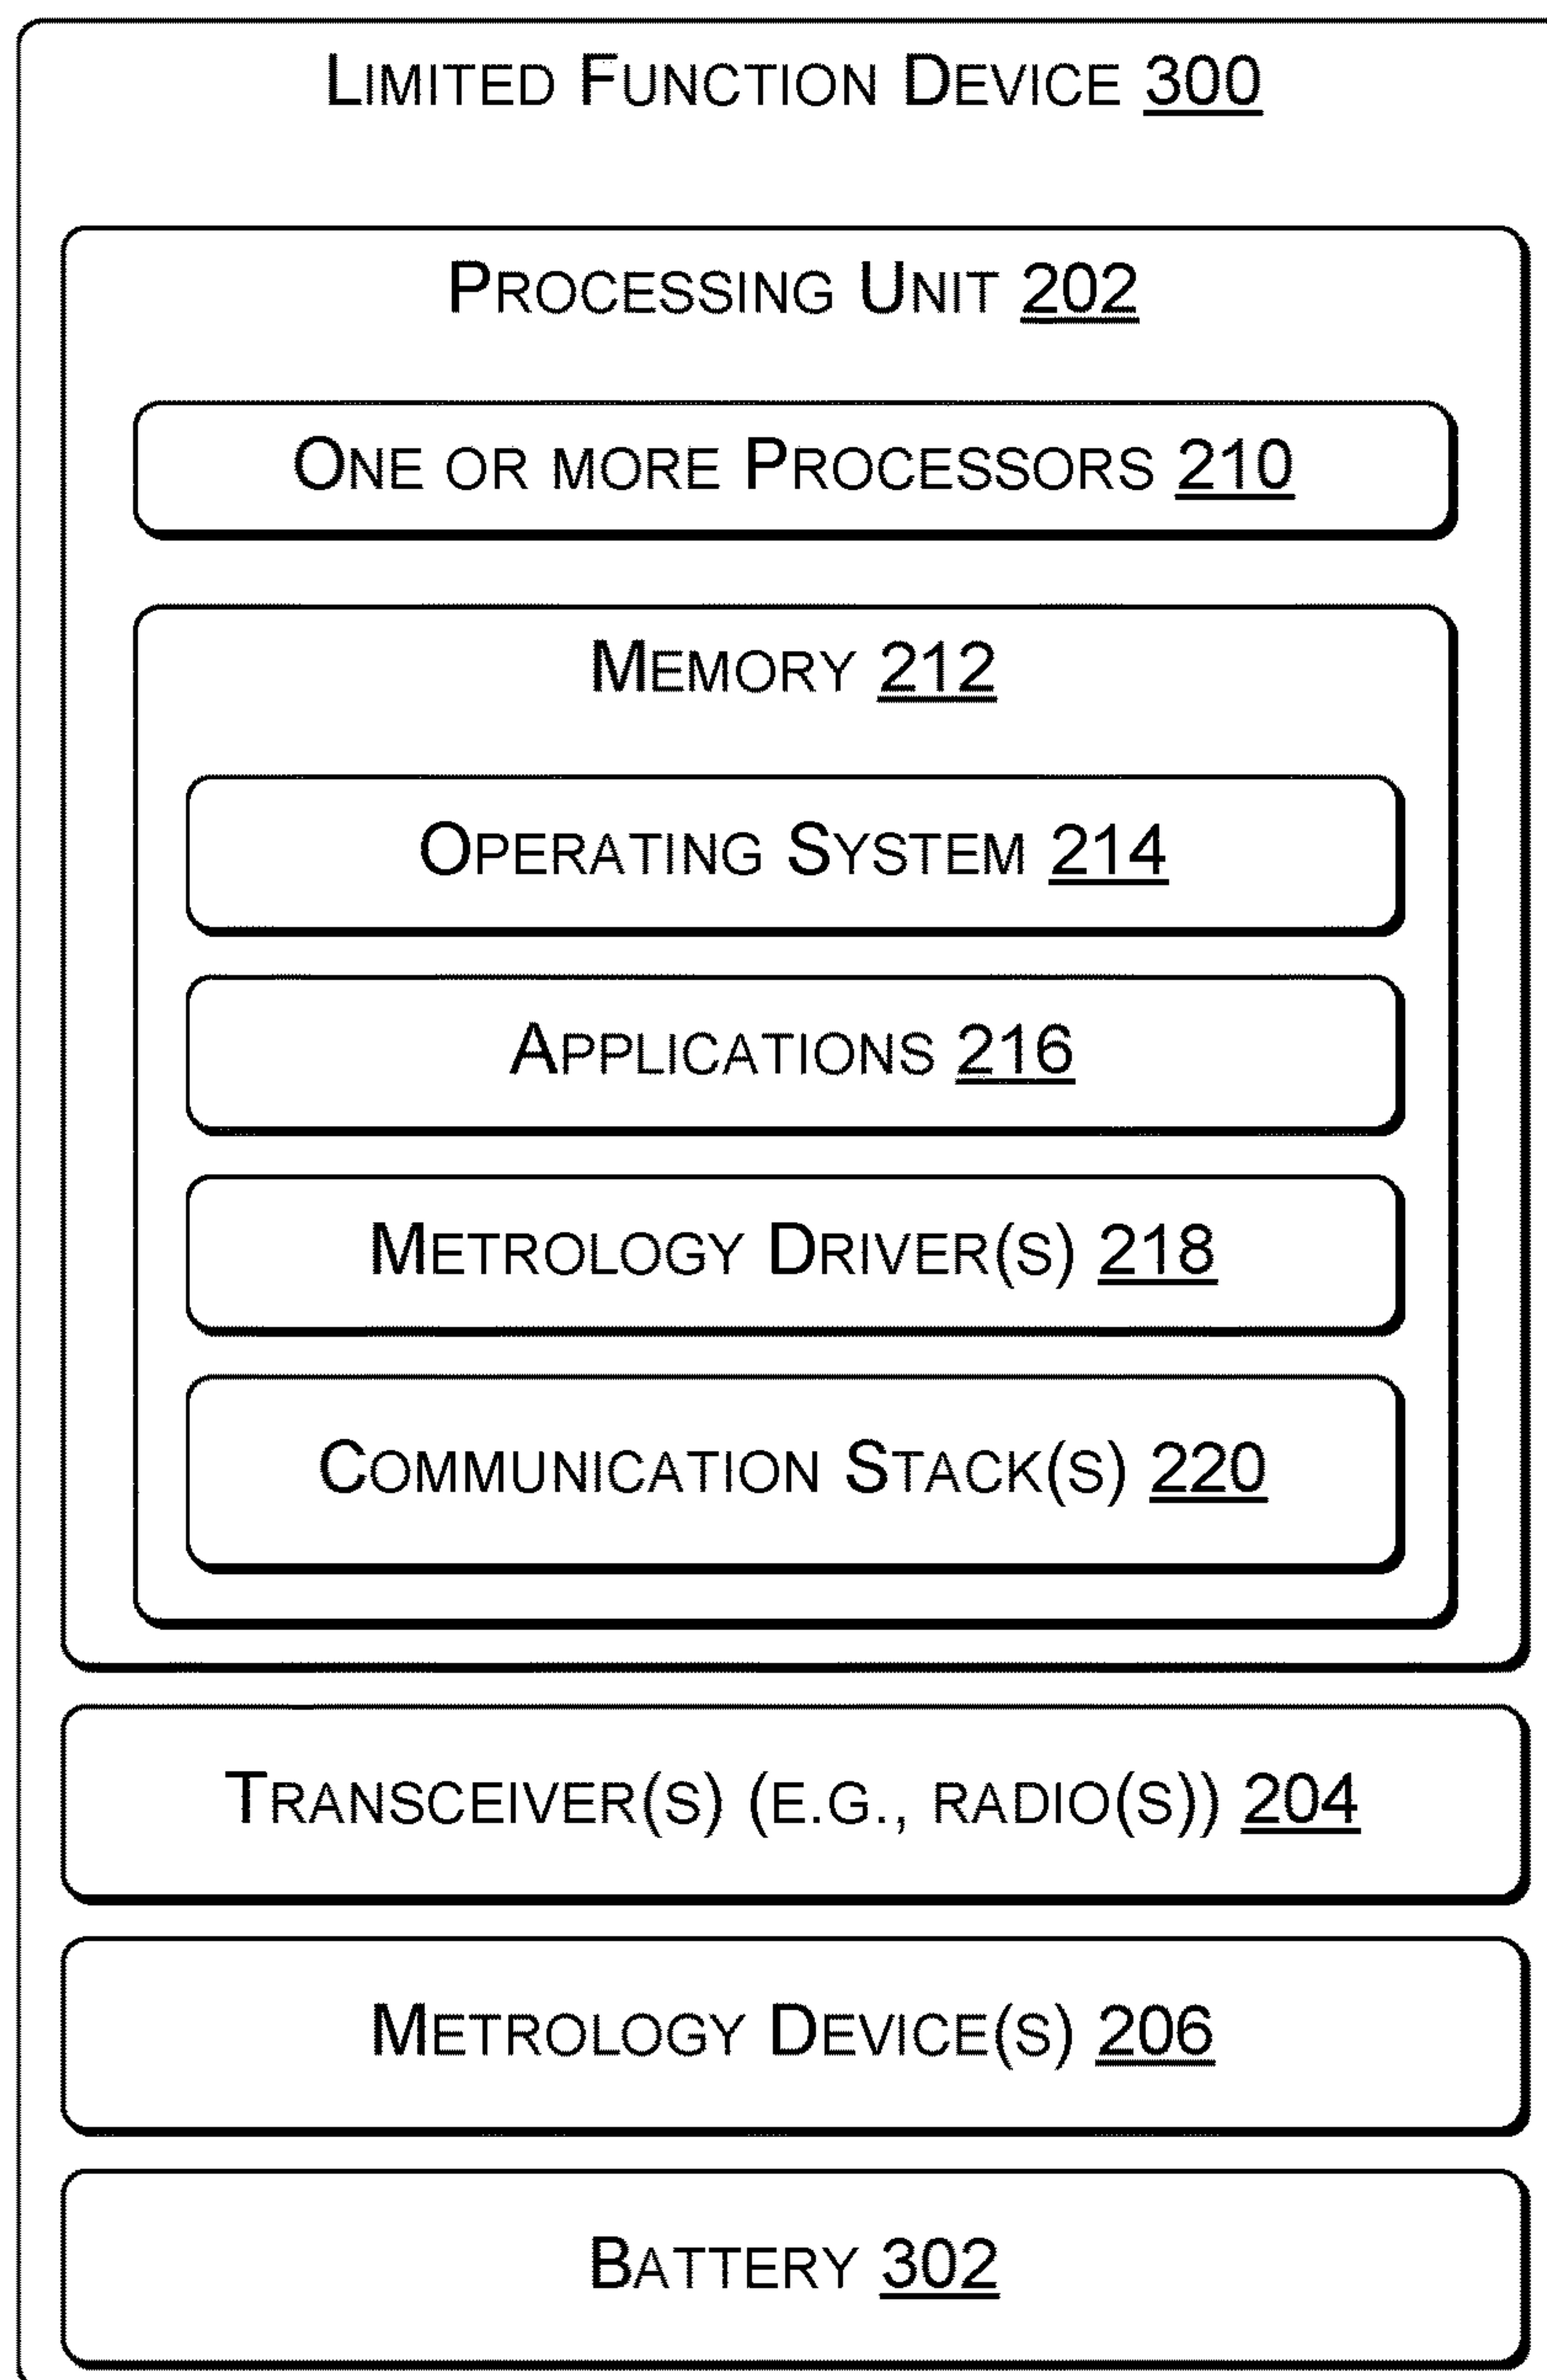 LIMITED FUNCTION DEVICE 300
PROCESSING UNIT 202
ONE OR MORE PROCESSORS 210
MEMORY 212
OPERATING SYSTEM 214
APPLICATIONS 216
METROLOGY DRIVER(S) 218
COMMUNICATION STACK(S) 220
TRANSCEIVER(S) (E.G., RADIO(S)) 204
METROLOGY DEVICE(S) 206
BATTERY 302